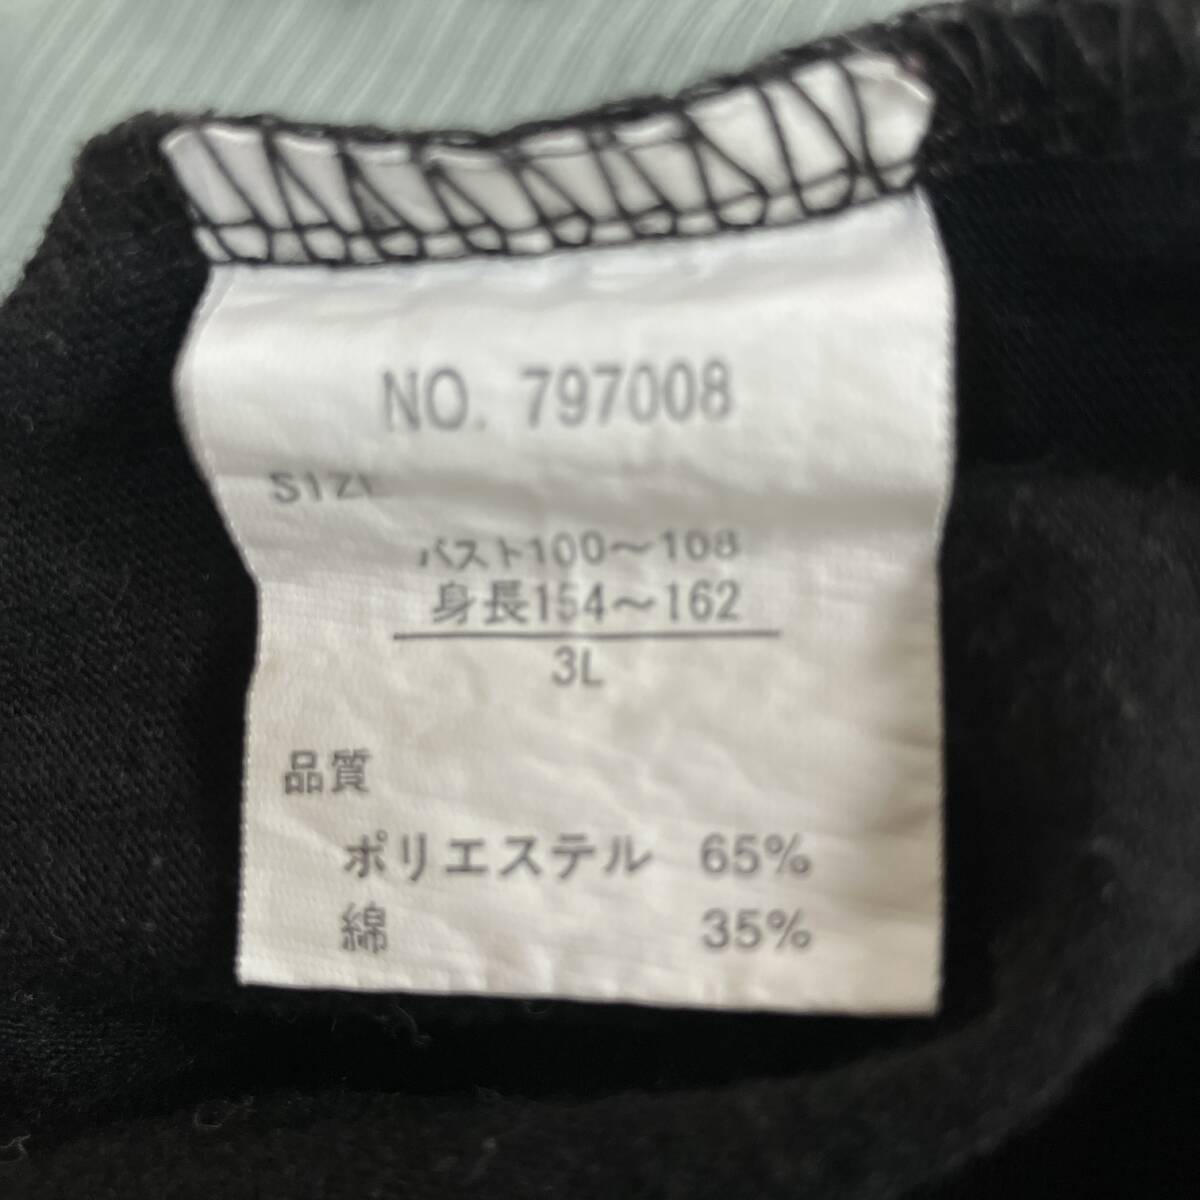 NO. 797008
SIZE
バスト100～108
身長154～162
3L
品質
ポリエステル 65%
綿 35%